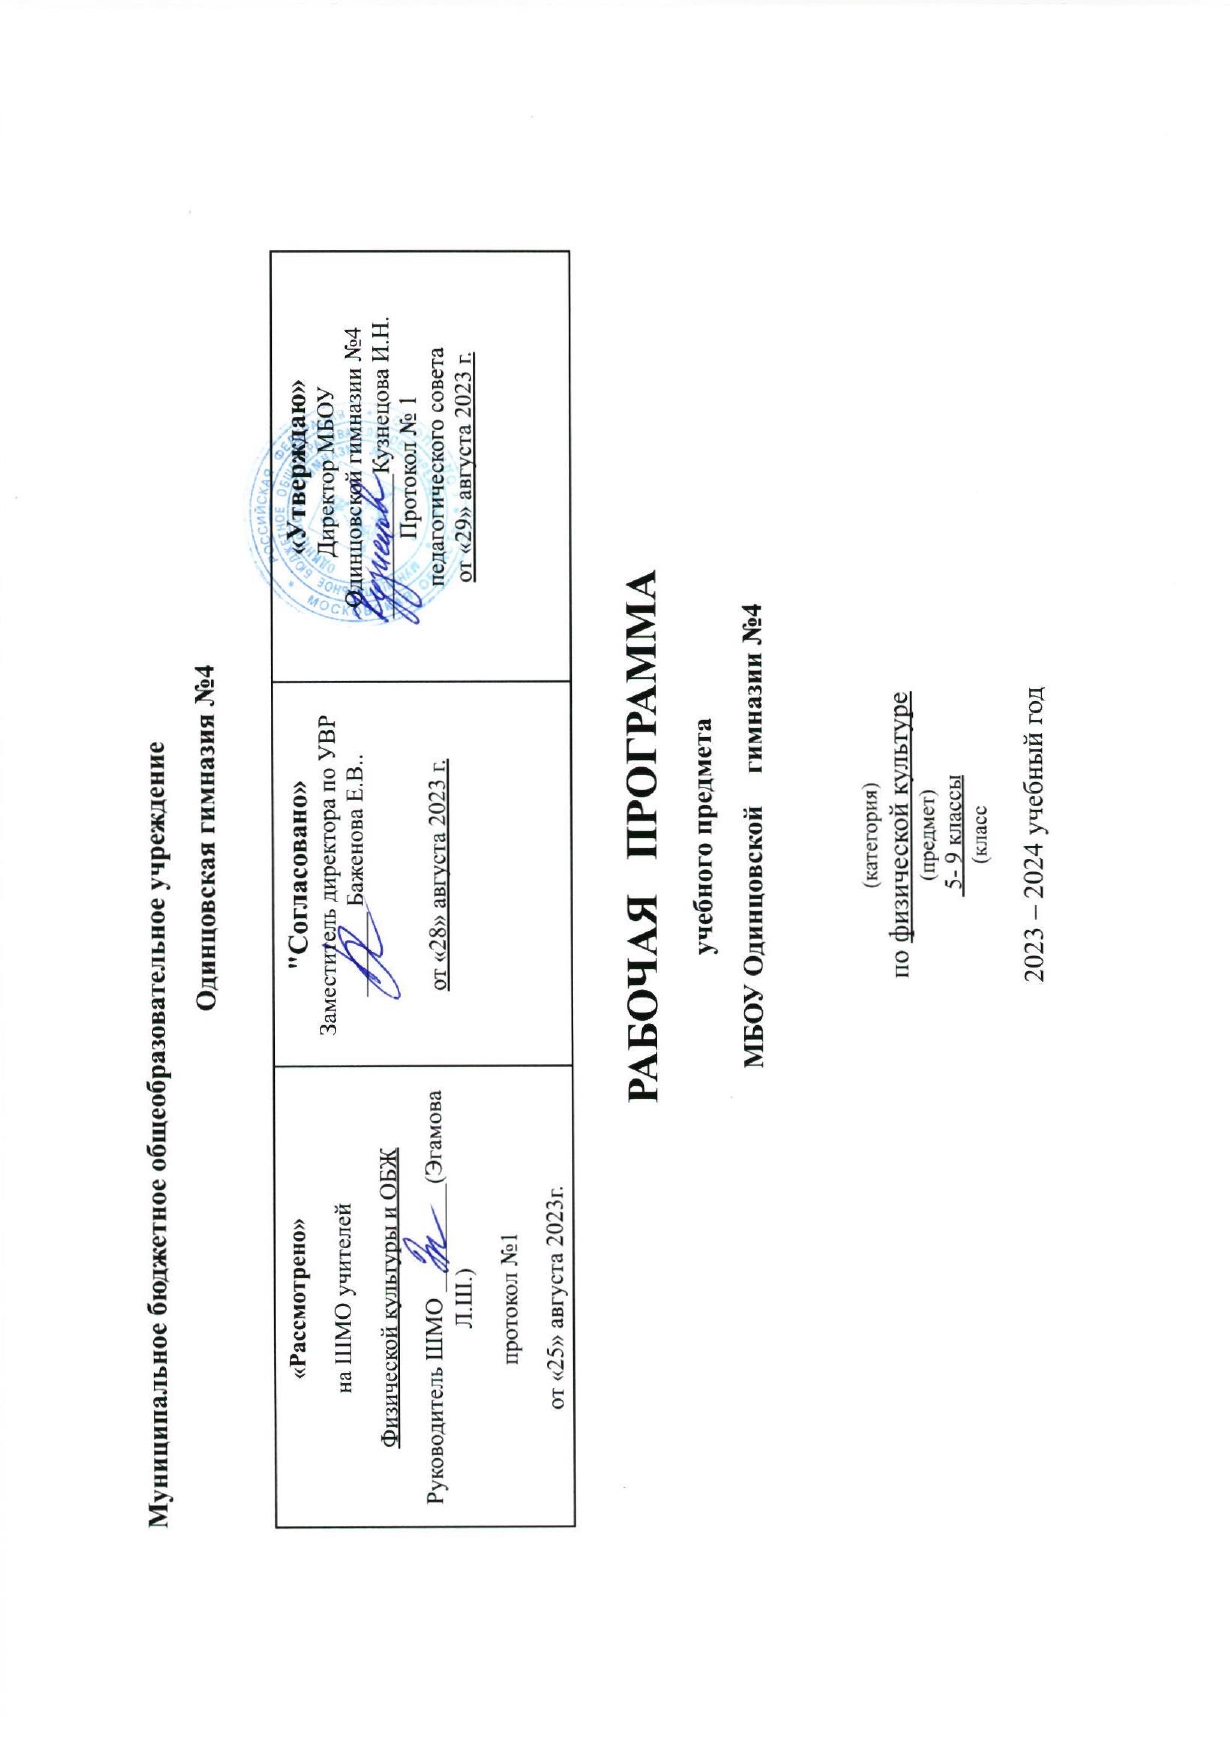 Муниципальное бюджетное общеобразовательное учреждение
Одинцовская гимназия №4
«Рассмотрено»
на ШМО учителей
Физической культуры и ОБЖ
Руководитель ШМО ________(Эгамова
Л.Ш.)
протокол №1
от «25» августа 2023г.
"Согласовано»
Заместитель директора по УВР
________ Баженова Е.В..
от «28» августа 2023 г.
«Утверждаю»
Директор МБОУ
Одинцовской гимназии №4
________ Кузнецова И.Н.
Протокол № 1
педагогического совета
от «29» августа 2023 г.
РАБОЧАЯ ПРОГРАММА
учебного предмета
МБОУ Одинцовской гимназии №4
(категория)
по физической культуре
(предмет)
5- 9 классы
(класс
2023 – 2024 учебный год